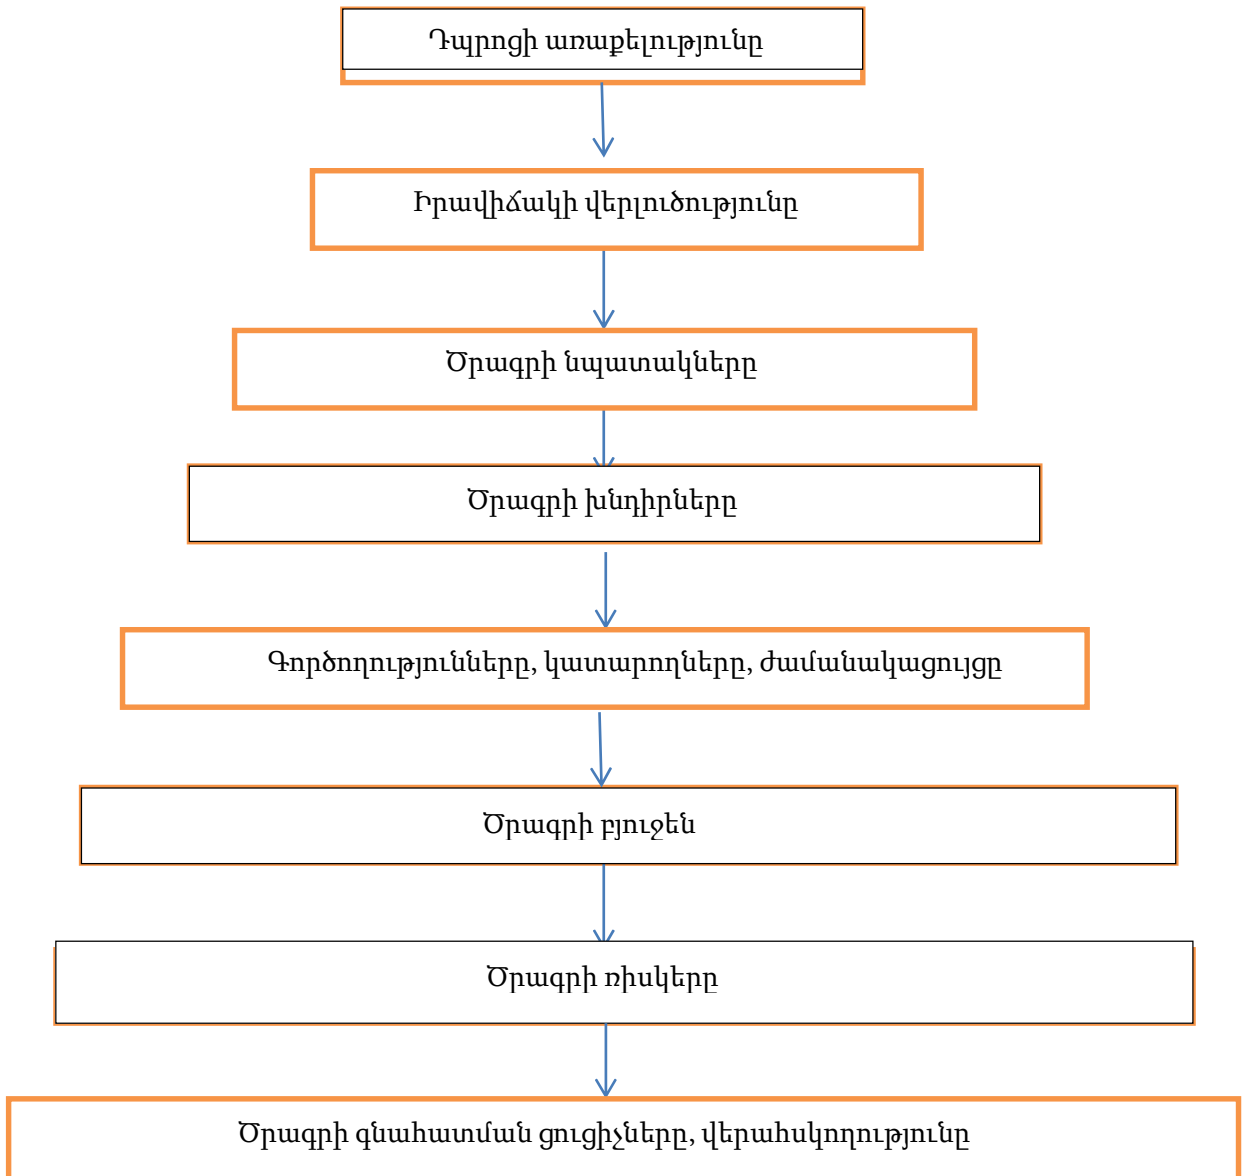 Դպրոցի առաքելությունը
Իրավիճակի վերլուծությունը
Ծրագրի նպատակները
Ծրագրի խնդիրները
Գործողությունները, կատարողները, ժամանակացույցը
Ծրագրի բյուջեն
Ծրագրի ռիսկերը
Ծրագրի գնահատման ցուցիչները, վերահսկողությունը